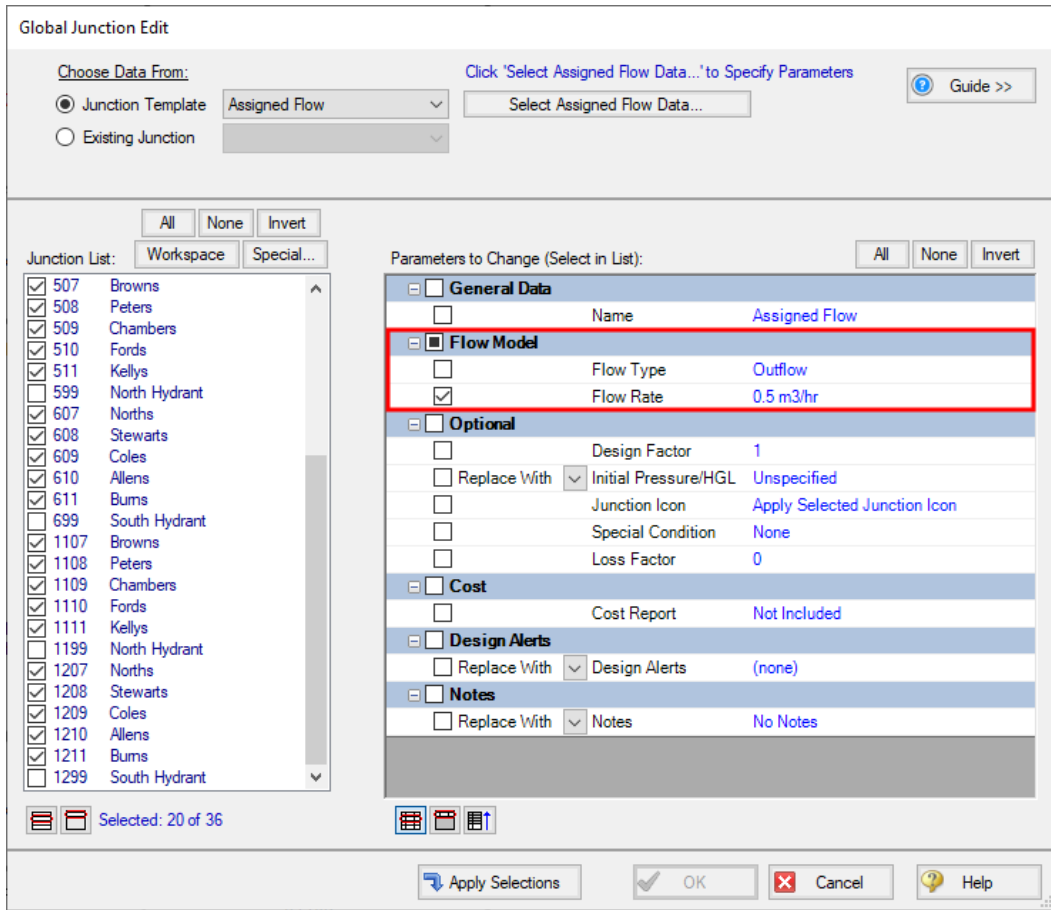 Global Junction Edit
Choose Data From:
Click 'Select Assigned Flow Data...' to Specify Parameters
Junction Template
Assigned Flow
Select Assigned Flow Data...
Guide >>
Existing Junction
All None Invert
Junction List: Workspace Special...
Parameters to Change (Select in List): All None Invert
507 Browns
508 Peters
509 Chambers
510 Fords
511 Kellys
599 North Hydrant
607 Norths
608 Stewarts
609 Coles
610 Allens
611 Burns
699 South Hydrant
1107 Browns
1108 Peters
1109 Chambers
1110 Fords
1111 Kellys
1199 North Hydrant
1207 Norths
1208 Stewarts
1209 Coles
1210 Allens
1211 Burns
1299 South Hydrant
General Data
Name Assigned Flow
Flow Model
Flow Type Outflow
Flow Rate 0.5 m3/hr
Optional
Design Factor 1
Replace With Initial Pressure/HGL Unspecified
Junction Icon Apply Selected Junction Icon
Special Condition None
Loss Factor 0
Cost
Cost Report Not Included
Design Alerts
Replace With Design Alerts (none)
Notes
Replace With Notes No Notes
Selected: 20 of 36
Apply Selections OK Cancel Help